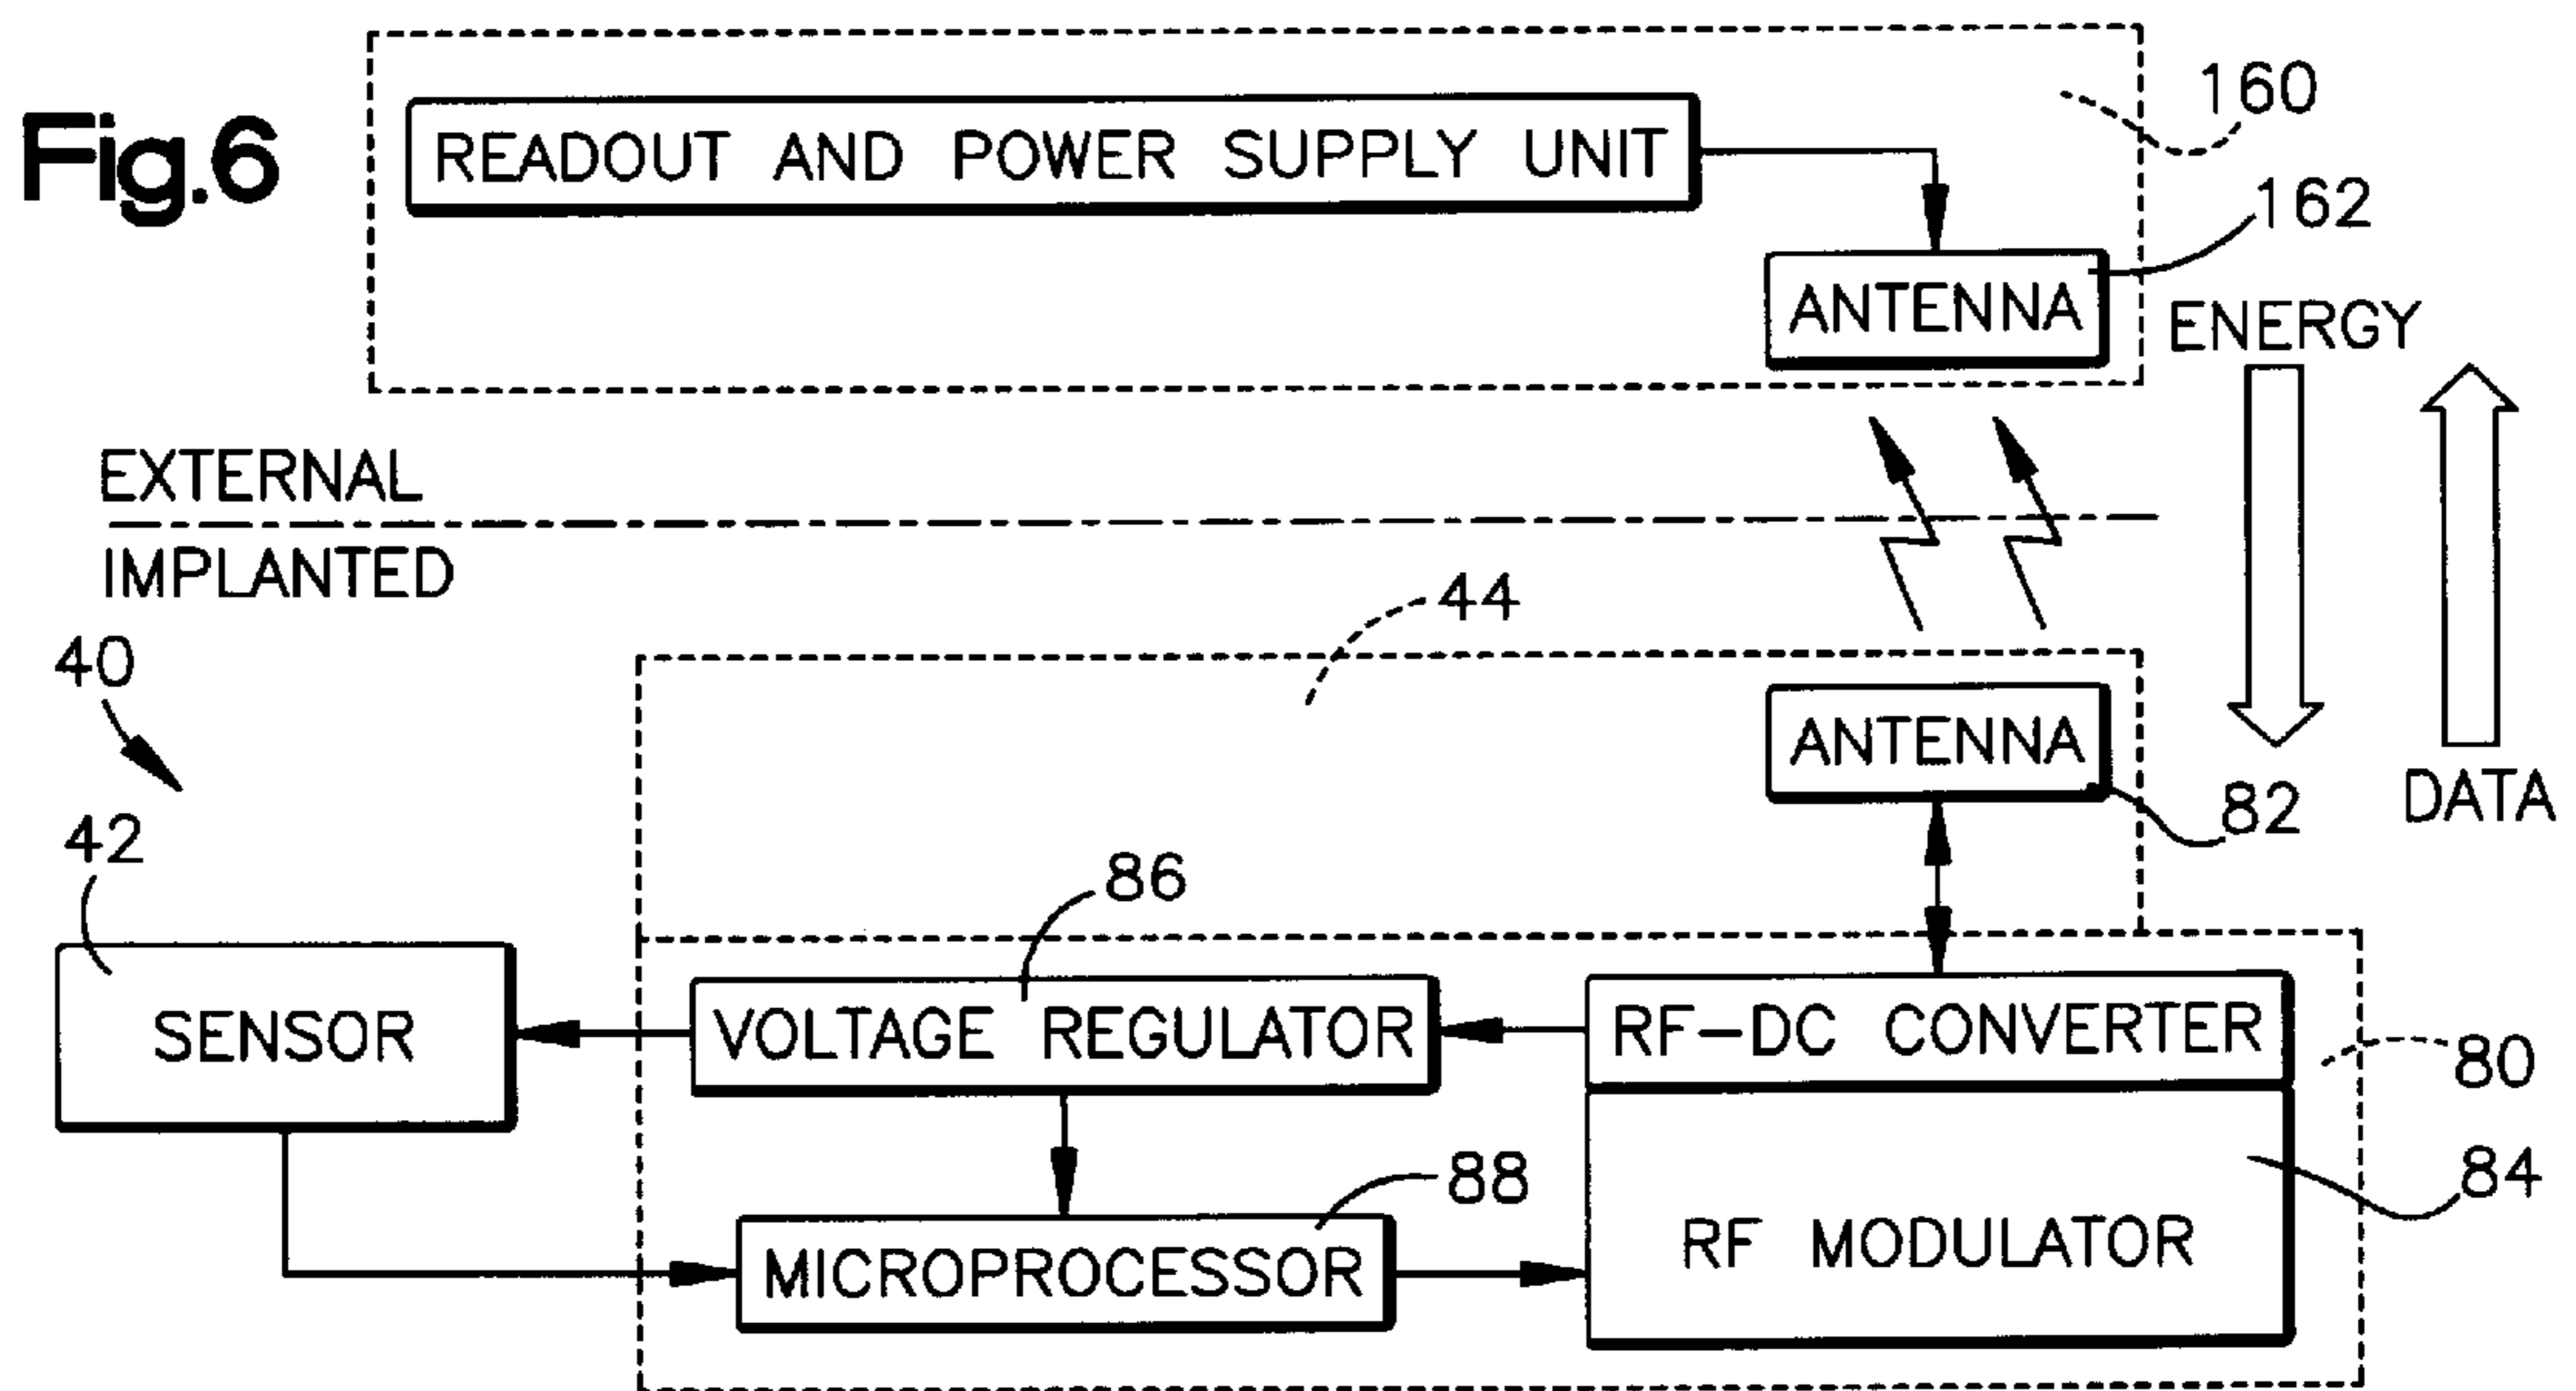 Fig.6
READOUT AND POWER SUPPLY UNIT
160
162
ANTENNA
ENERGY
EXTERNAL
IMPLANTED
44
40
ANTENNA
82
DATA
42
86
SENSOR
VOLTAGE REGULATOR
RF-DC CONVERTER
80
88
84
MICROPROCESSOR
RF MODULATOR